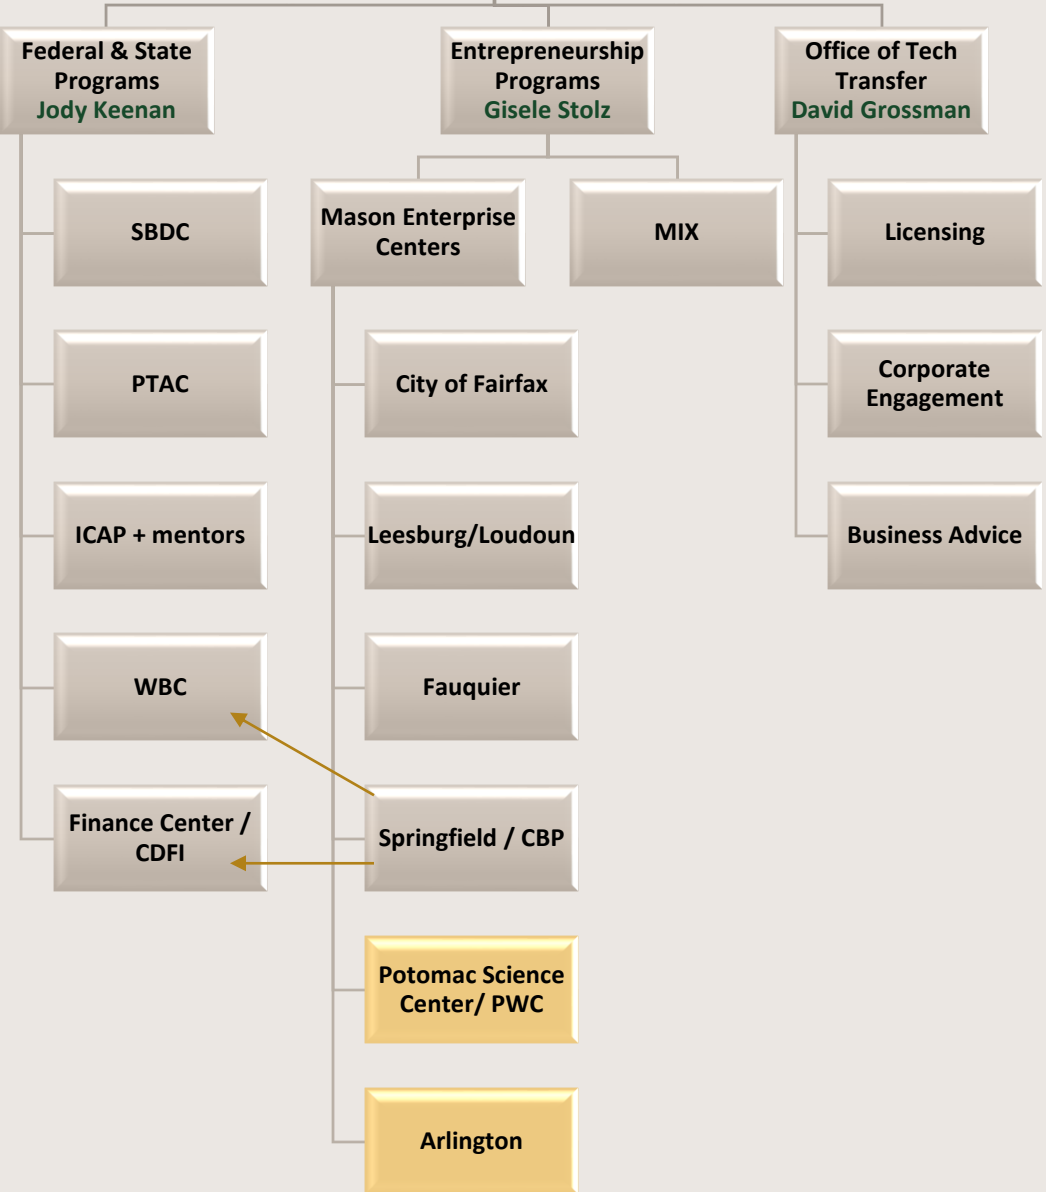 Federal & State
Programs
Jody Keenan
Entrepreneurship
Programs
Gisele Stolz
Office of Tech
Transfer
David Grossman
SBDC
Mason Enterprise
Centers
MIX
Licensing
PTAC
City of Fairfax
Corporate
Engagement
ICAP + mentors
Leesburg/Loudoun
Business Advice
WBC
Fauquier
Finance Center /
CDFI
Springfield / CBP
Potomac Science
Center/ PWC
Arlington